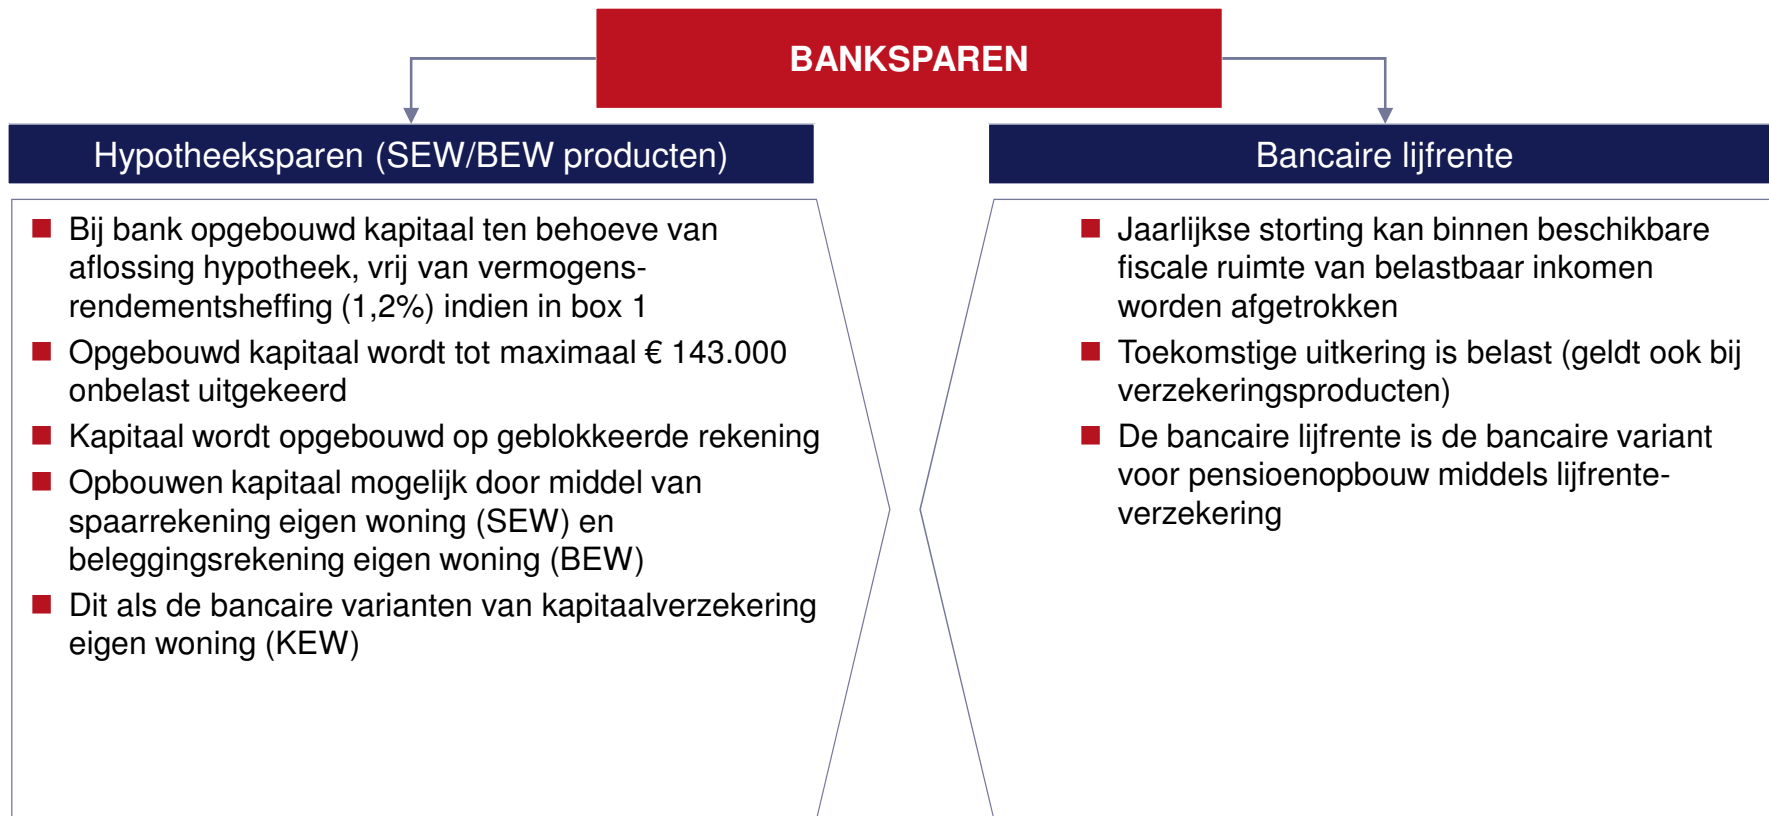 BANKSPAREN
Hypotheeksparen (SEW/BEW producten)
Bij bank opgebouwd kapitaal ten behoeve van
aflossing hypotheek, vrij van vermogens-
rendementsheffing (1,2%) indien in box 1
Opgebouwd kapitaal wordt tot maximaal € 143.000
onbelast uitgekeerd
Kapitaal wordt opgebouwd op geblokkeerde rekening
Opbouwen kapitaal mogelijk door middel van
spaarrekening eigen woning (SEW) en
beleggingsrekening eigen woning (BEW)
Dit als de bancaire varianten van kapitaalverzekering
eigen woning (KEW)
Bancaire lijfrente
Jaarlijkse storting kan binnen beschikbare
fiscale ruimte van belastbaar inkomen
worden afgetrokken
Toekomstige uitkering is belast (geldt ook bij
verzekeringsproducten)
De bancaire lijfrente is de bancaire variant
voor pensioenopbouw middels lijfrente-
verzekering